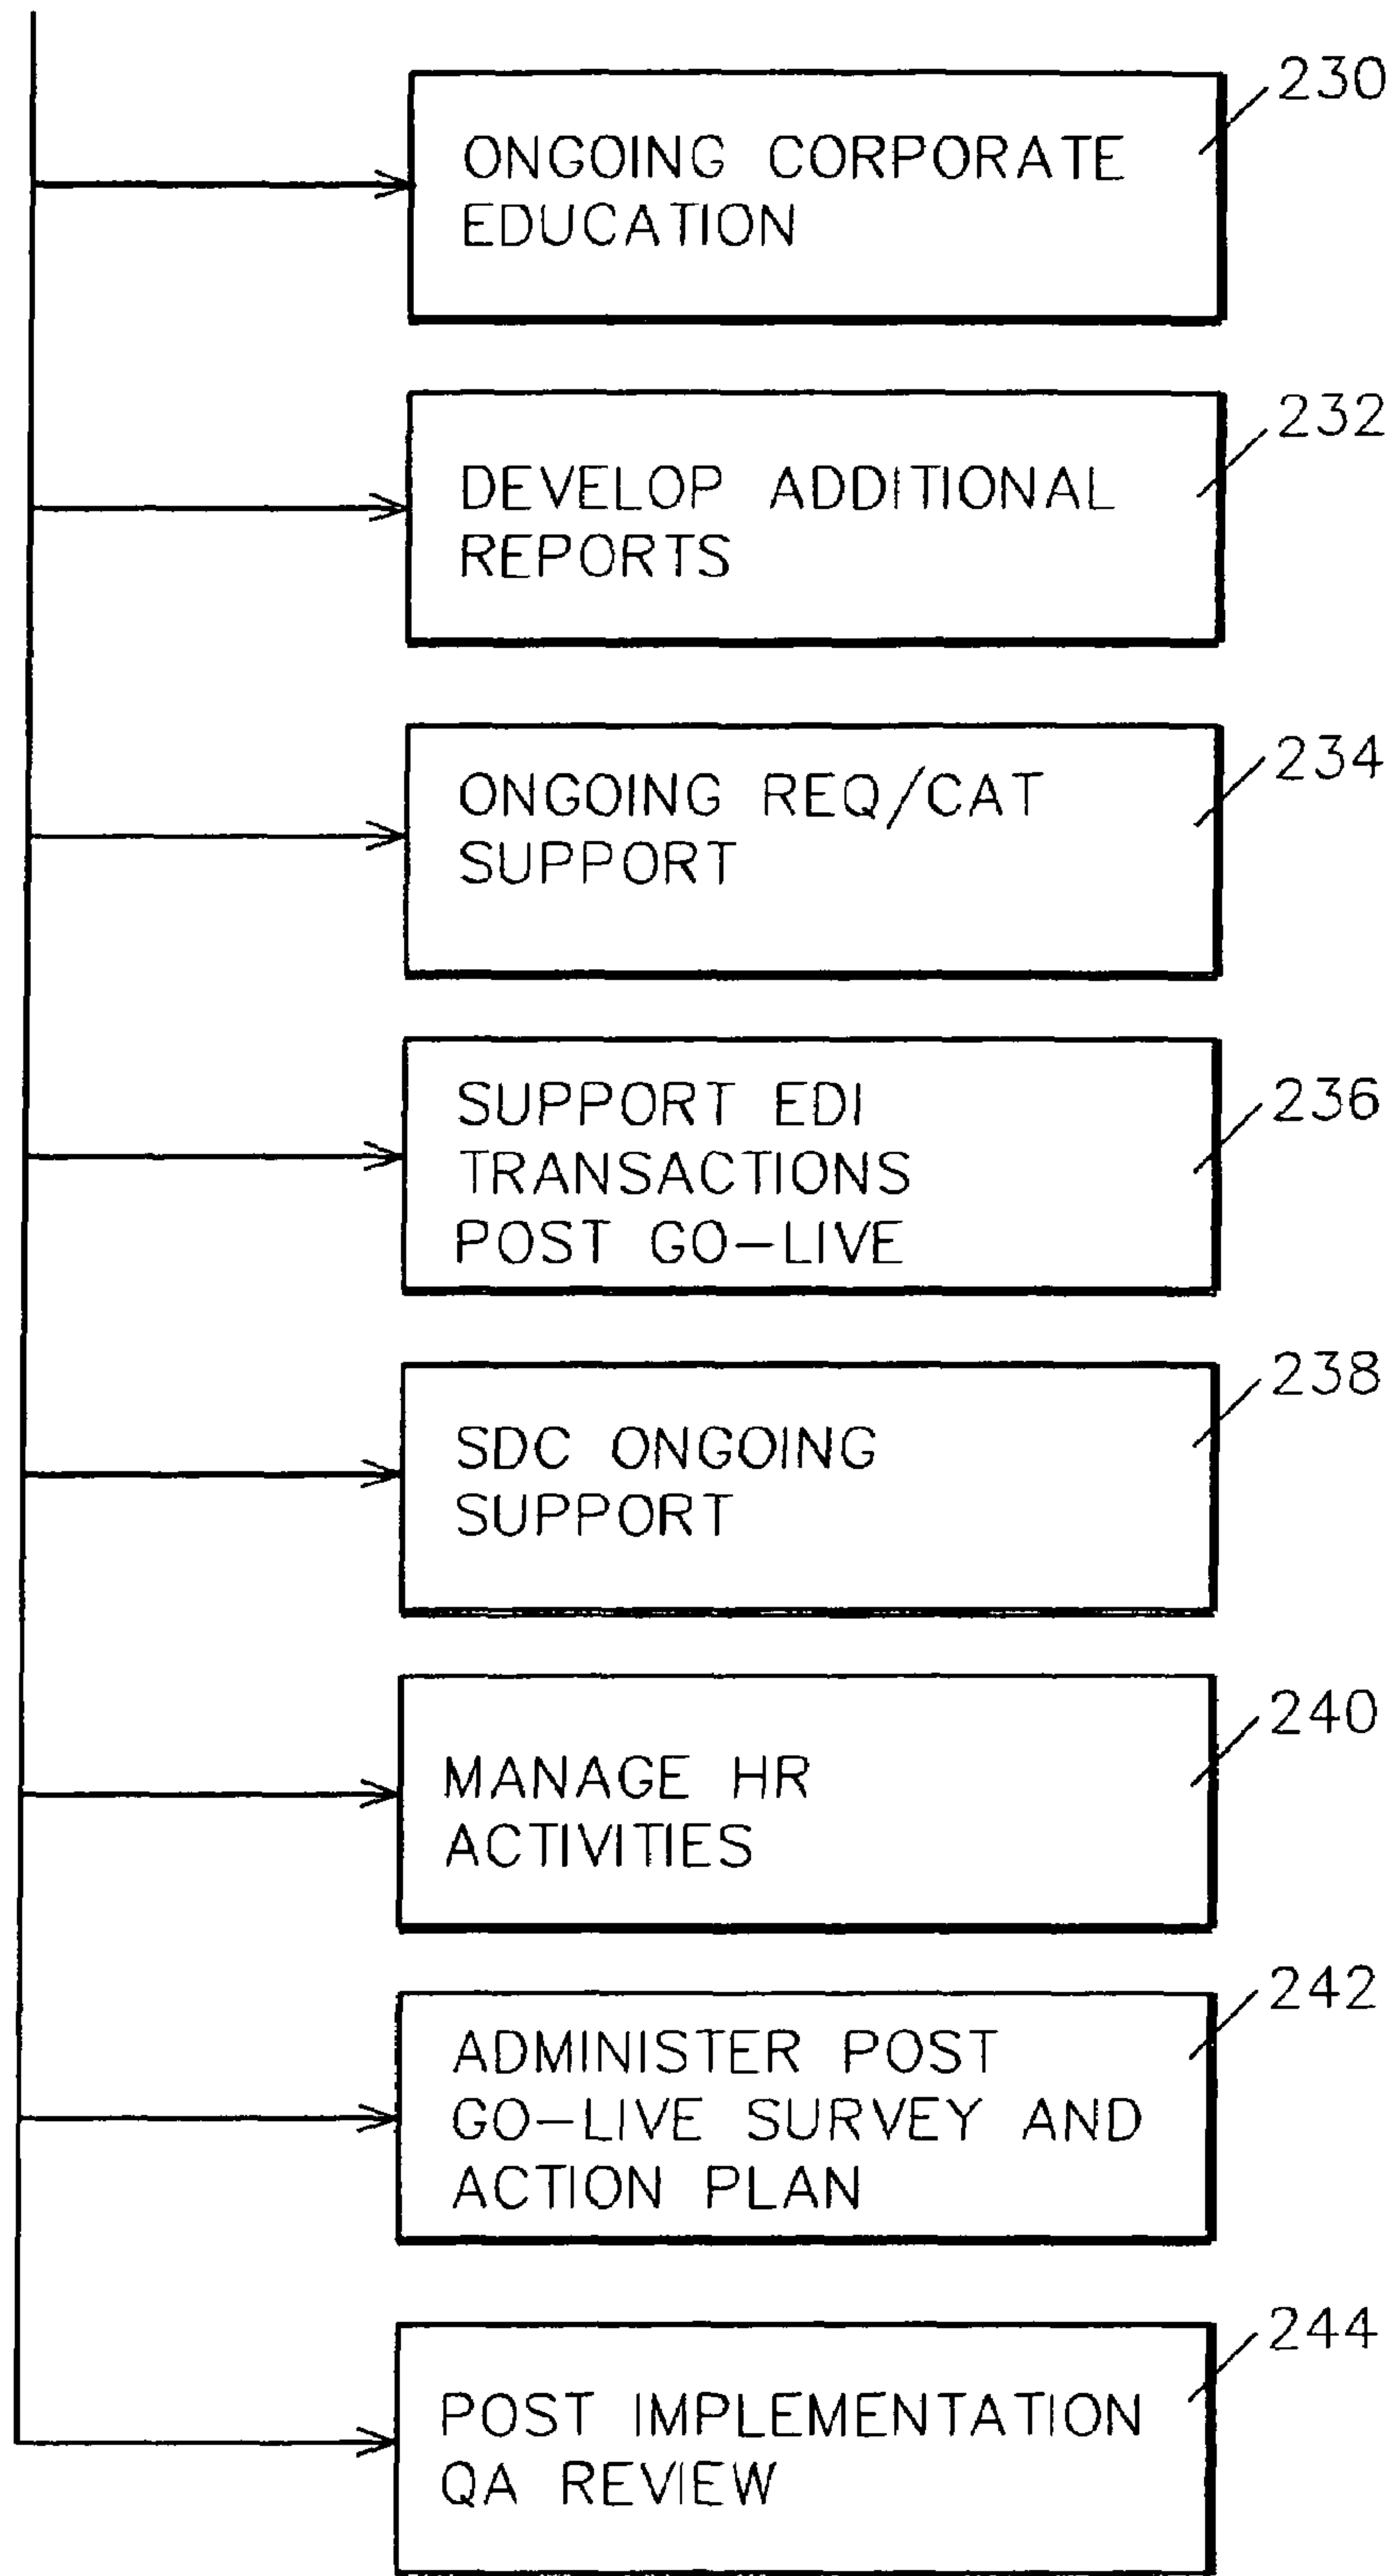 230
ONGOING CORPORATE
EDUCATION
232
DEVELOP ADDITIONAL
REPORTS
234
ONGOING REQ/CAT
SUPPORT
236
SUPPORT EDI
TRANSACTIONS
POST GO-LIVE
238
SDC ONGOING
SUPPORT
240
MANAGE HR
ACTIVITIES
242
ADMINISTER POST
GO-LIVE SURVEY AND
ACTION PLAN
244
POST IMPLEMENTATION
QA REVIEW